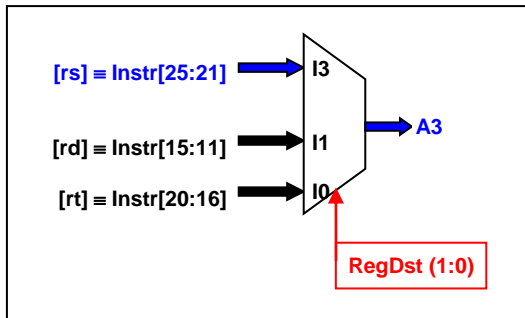 [rs] ≡ Instr[25:21]
I3
A3
[rd] ≡ Instr[15:11]
I1
[rt] ≡ Instr[20:16]
I0
RegDst (1:0)